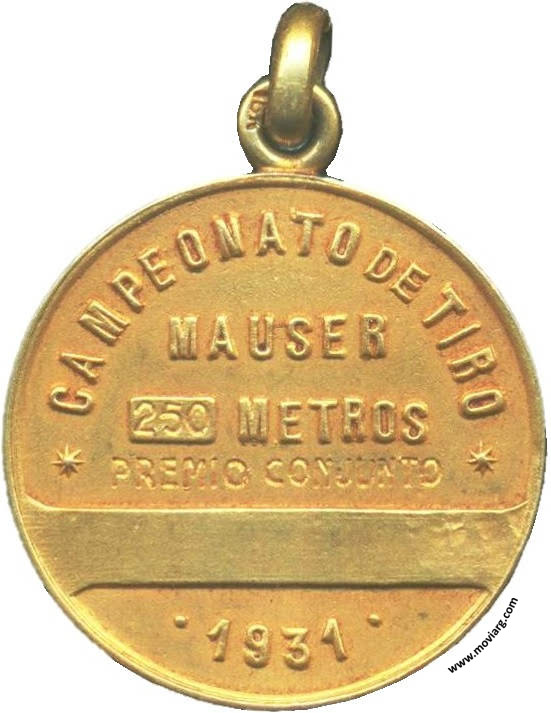 CAMPEONATO DE TIRO
MAUSER
250 METROS
* PREMIO CONJUNTO *
· 1931 ·
www.moviarg.com